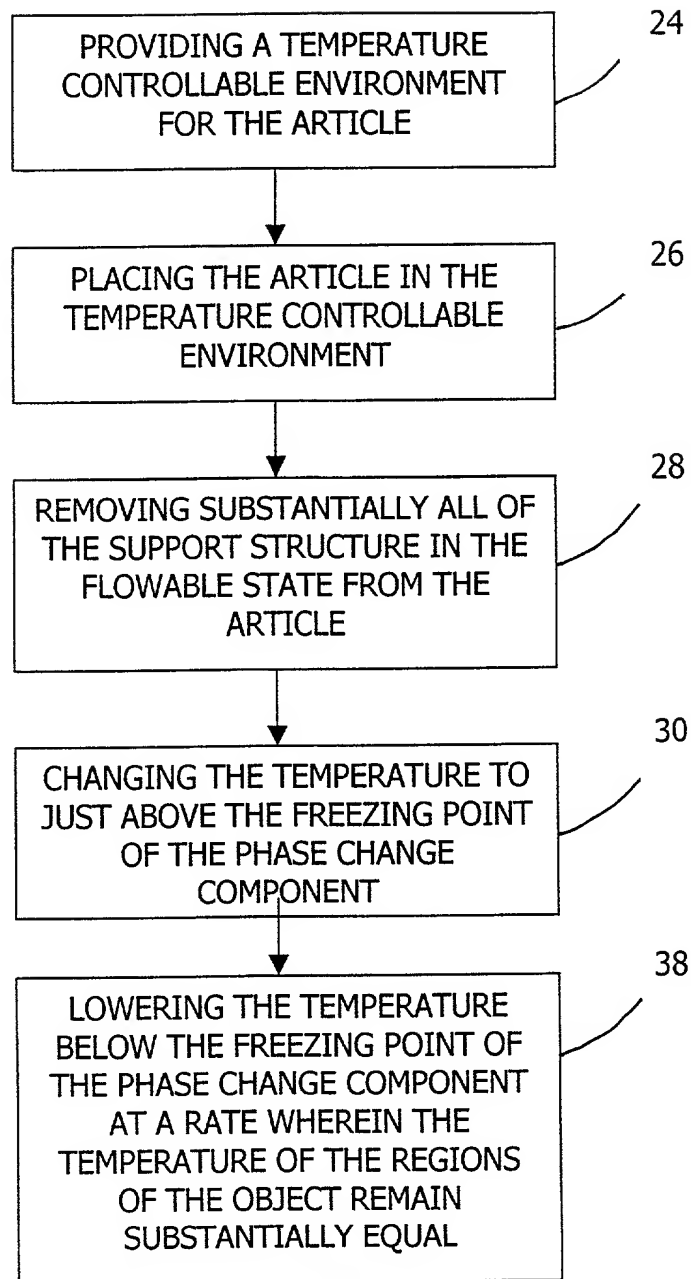 24
PROVIDING A TEMPERATURE
CONTROLLABLE ENVIRONMENT
FOR THE ARTICLE
26
PLACING THE ARTICLE IN THE
TEMPERATURE CONTROLLABLE
ENVIRONMENT
28
REMOVING SUBSTANTIALLY ALL OF
THE SUPPORT STRUCTURE IN THE
FLOWABLE STATE FROM THE
ARTICLE
30
CHANGING THE TEMPERATURE TO
JUST ABOVE THE FREEZING POINT
OF THE PHASE CHANGE
COMPONENT
38
LOWERING THE TEMPERATURE
BELOW THE FREEZING POINT OF
THE PHASE CHANGE COMPONENT
AT A RATE WHEREIN THE
TEMPERATURE OF THE REGIONS
OF THE OBJECT REMAIN
SUBSTANTIALLY EQUAL